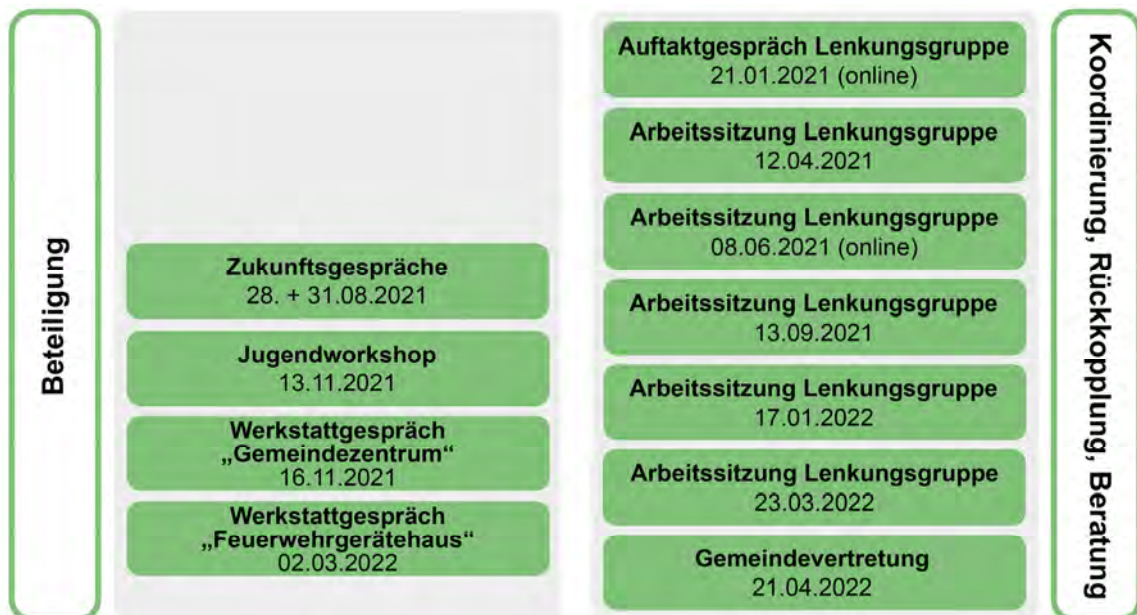 Beteiligung
Zukunftsgespräche
28. + 31.08.2021
Jugendworkshop
13.11.2021
Werkstattgespräch
„Gemeindezentrum“
16.11.2021
Werkstattgespräch
„Feuerwehrgerätehaus“
02.03.2022
Auftaktgespräch Lenkungsgruppe
21.01.2021 (online)
Arbeitssitzung Lenkungsgruppe
12.04.2021
Arbeitssitzung Lenkungsgruppe
08.06.2021 (online)
Arbeitssitzung Lenkungsgruppe
13.09.2021
Arbeitssitzung Lenkungsgruppe
17.01.2022
Arbeitssitzung Lenkungsgruppe
23.03.2022
Gemeindevertretung
21.04.2022
Koordinierung, Rückkopplung, Beratung